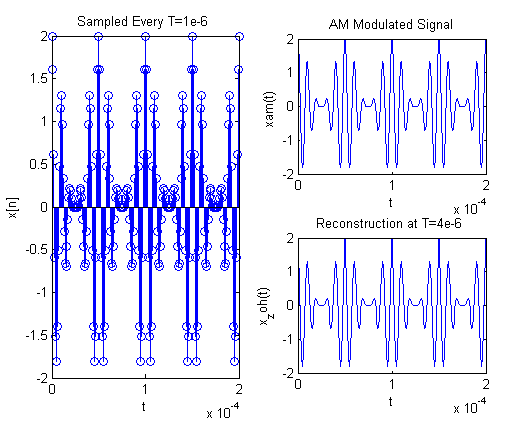 Sampled Every T=1e-6
2
1.5
1
0.5
0
-0.5
-1
-1.5
-2
x[n]
0
1
2
t
x 10^-4
AM Modulated Signal
2
1
0
-1
-2
xam(t)
0
1
2
t
x 10^-4
Reconstruction at T=4e-6
2
1
0
-1
-2
x_zoh(t)
0
1
2
t
x 10^-4